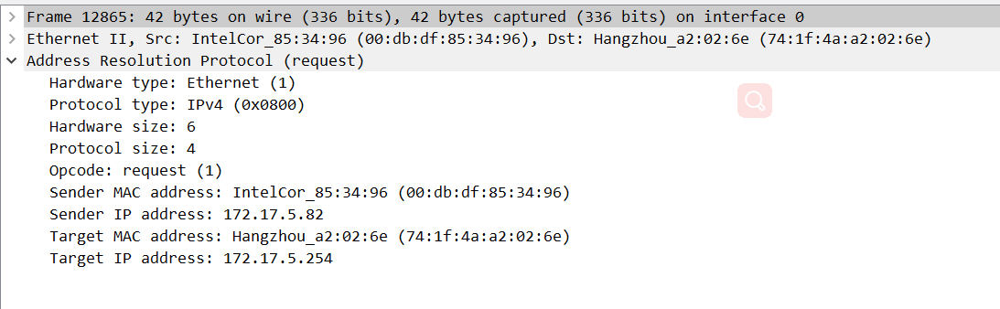 Frame 12865: 42 bytes on wire (336 bits), 42 bytes captured (336 bits) on interface 0
Ethernet II, Src: IntelCor_85:34:96 (00:db:df:85:34:96), Dst: Hangzhou_a2:02:6e (74:1f:4a:a2:02:6e)
Address Resolution Protocol (request)
Hardware type: Ethernet (1)
Protocol type: IPv4 (0x0800)
Hardware size: 6
Protocol size: 4
Opcode: request (1)
Sender MAC address: IntelCor_85:34:96 (00:db:df:85:34:96)
Sender IP address: 172.17.5.82
Target MAC address: Hangzhou_a2:02:6e (74:1f:4a:a2:02:6e)
Target IP address: 172.17.5.254